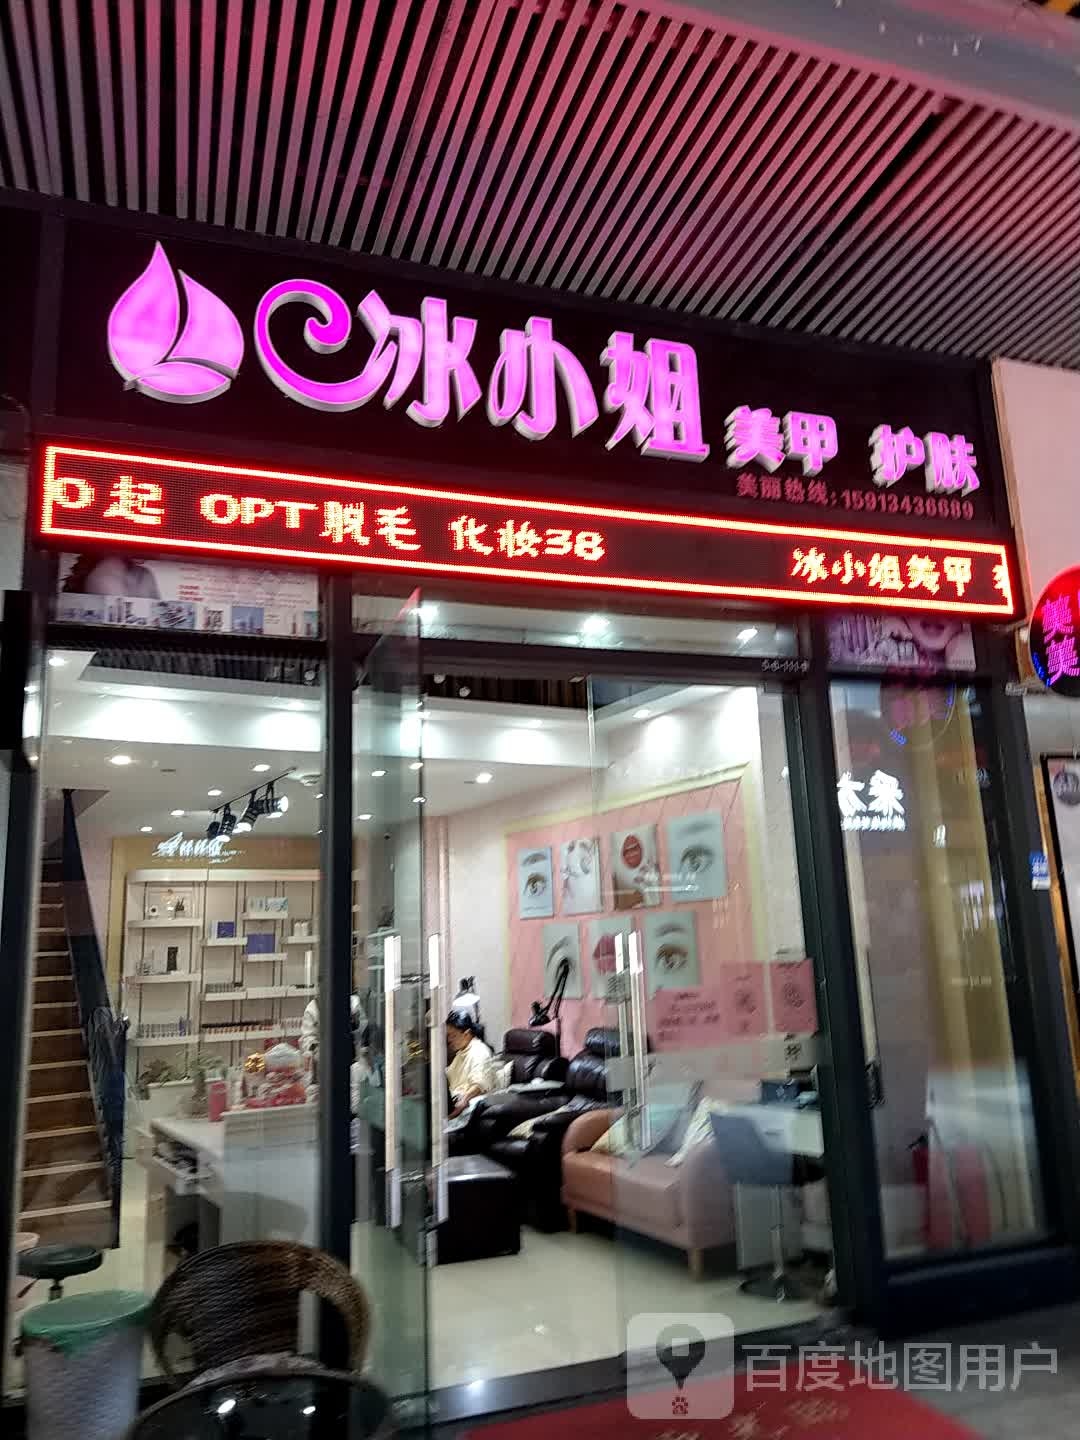 冰小姐 美甲 护肤
美丽热线:15913436689
0起 OPT脱毛 化妆38 冰小姐美甲
百度地图用户